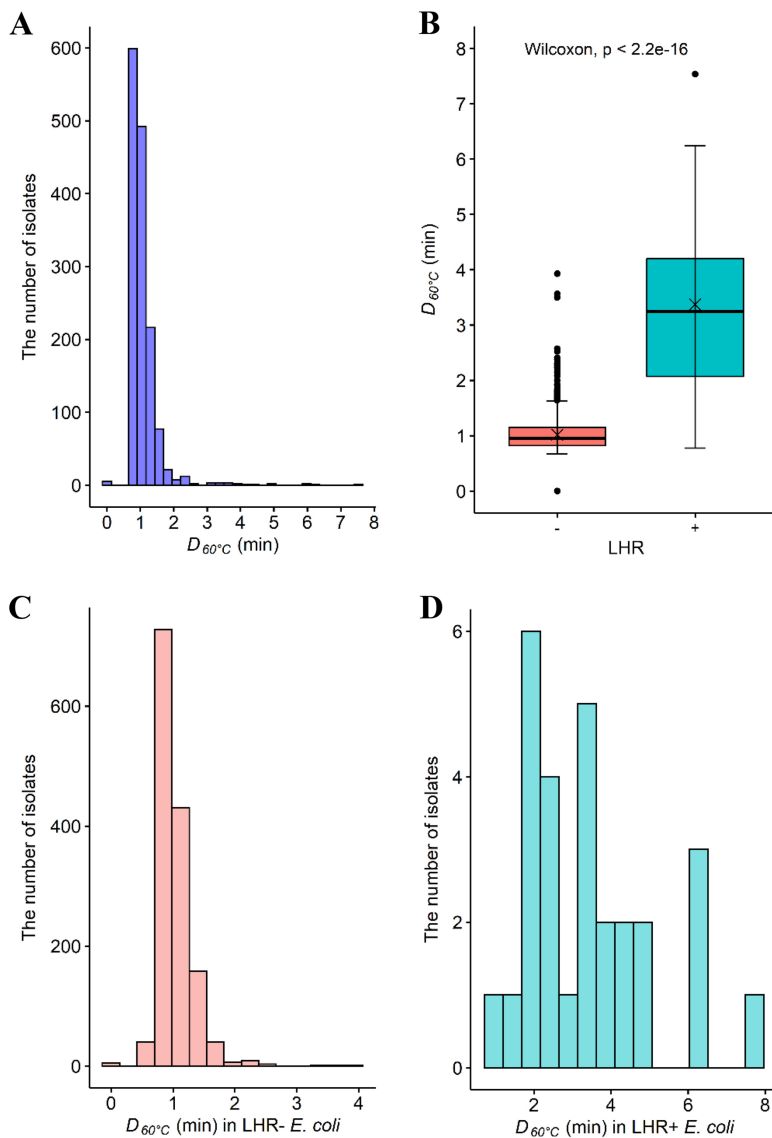 A
600
500
400
300
200
100
0
The number of isolates
0 1 2 3 4 5 6 7 8
D60°C (min)
B
Wilcoxon, p < 2.2e-16
8
7
6
5
4
3
2
1
0
D60°C (min)
- +
LHR
C
600
400
200
0
The number of isolates
0 1 2 3 4
D60°C (min) in LHR- E. coli
D
6
4
2
0
The number of isolates
2 4 6 8
D60°C (min) in LHR+ E. coli